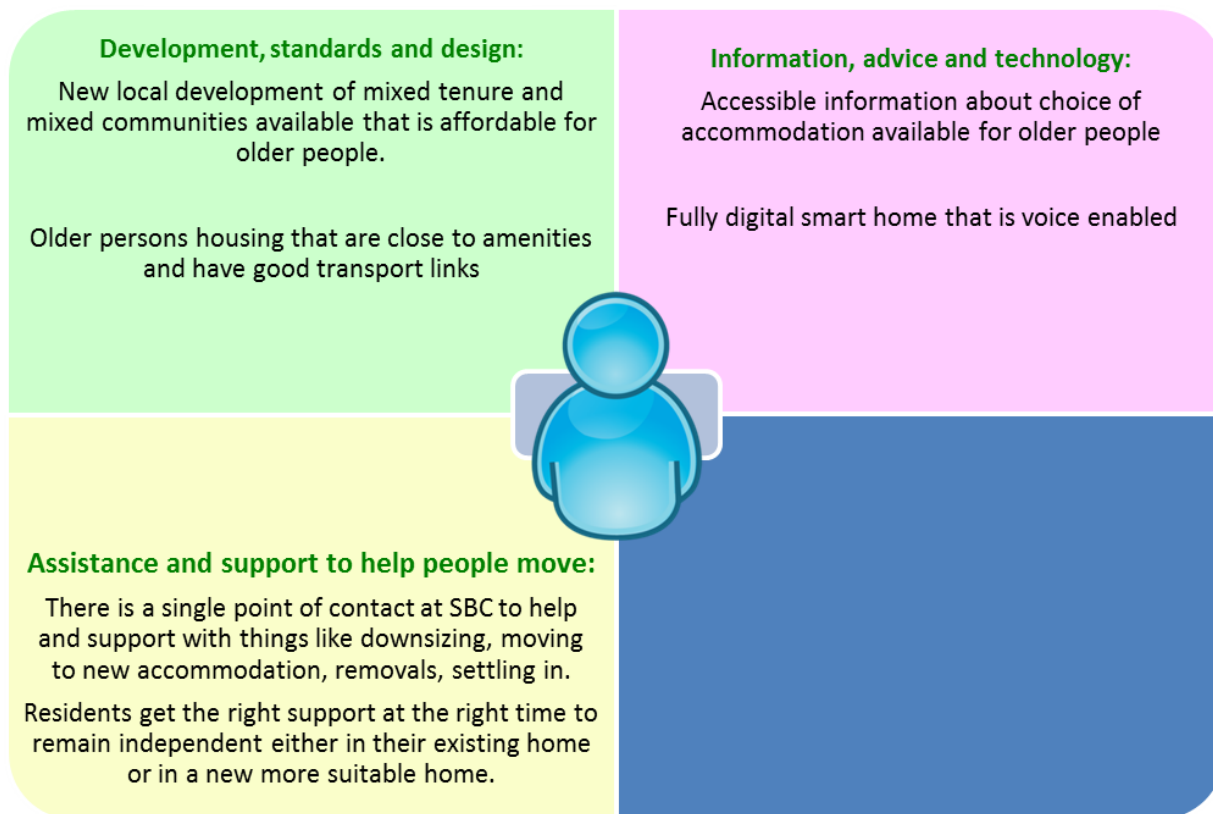 Development, standards and design:
New local development of mixed tenure and
mixed communities available that is affordable for
older people.
Older persons housing that are close to amenities
and have good transport links
Information, advice and technology:
Accessible information about choice of
accommodation available for older people
Fully digital smart home that is voice enabled
Assistance and support to help people move:
There is a single point of contact at SBC to help
and support with things like downsizing, moving
to new accommodation, removals, settling in.
Residents get the right support at the right time to
remain independent either in their existing home
or in a new more suitable home.